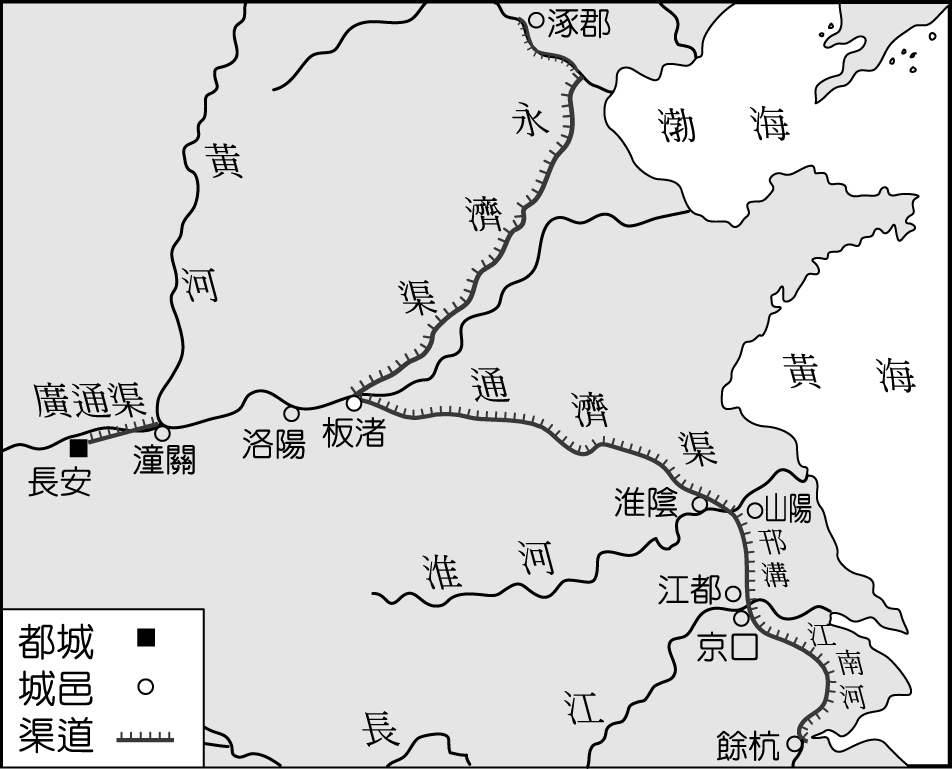 涿郡
永濟渠
渤海
黃河
黃海
廣通渠
通濟渠
長安
潼關
洛陽
板渚
淮陰
山陽
邗溝
淮河
江都
京口
江南河
長江
餘杭
都城
城邑
渠道